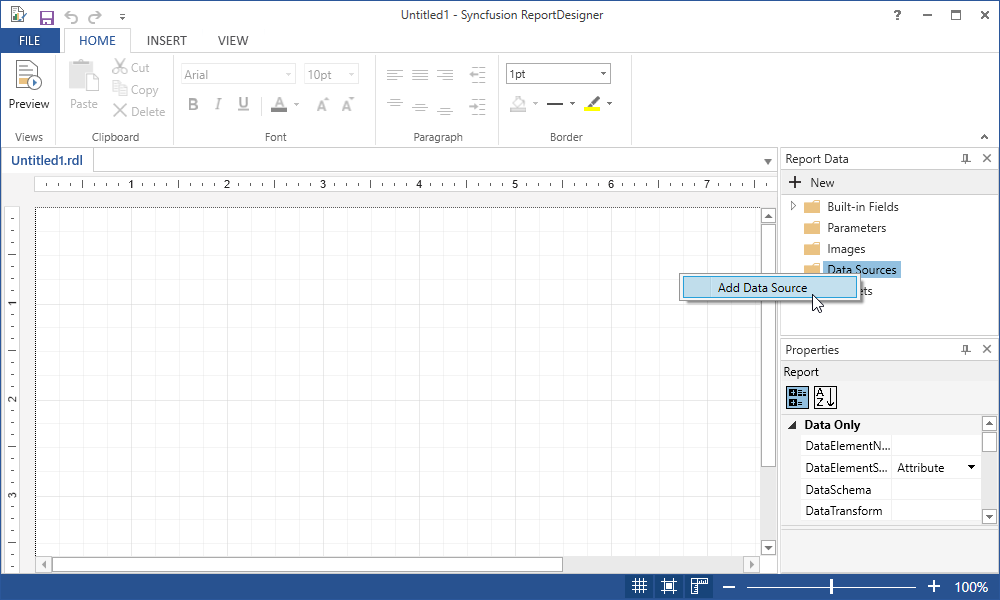 Untitled1 - Syncfusion ReportDesigner
?
FILE HOME INSERT VIEW
Preview
Views
Paste
Cut
Copy
Delete
Clipboard
Arial 10pt
B I U A A A
Font
Paragraph
1pt
Border
Untitled1.rdl
1 2 3 4 5 6 7
1
2
3
Report Data
New
Built-in Fields
Parameters
Images
Data Sources
Add Data Source
Properties
Report
A
Z
Data Only
DataElementN...
DataElementS... Attribute
DataSchema
DataTransform
100%